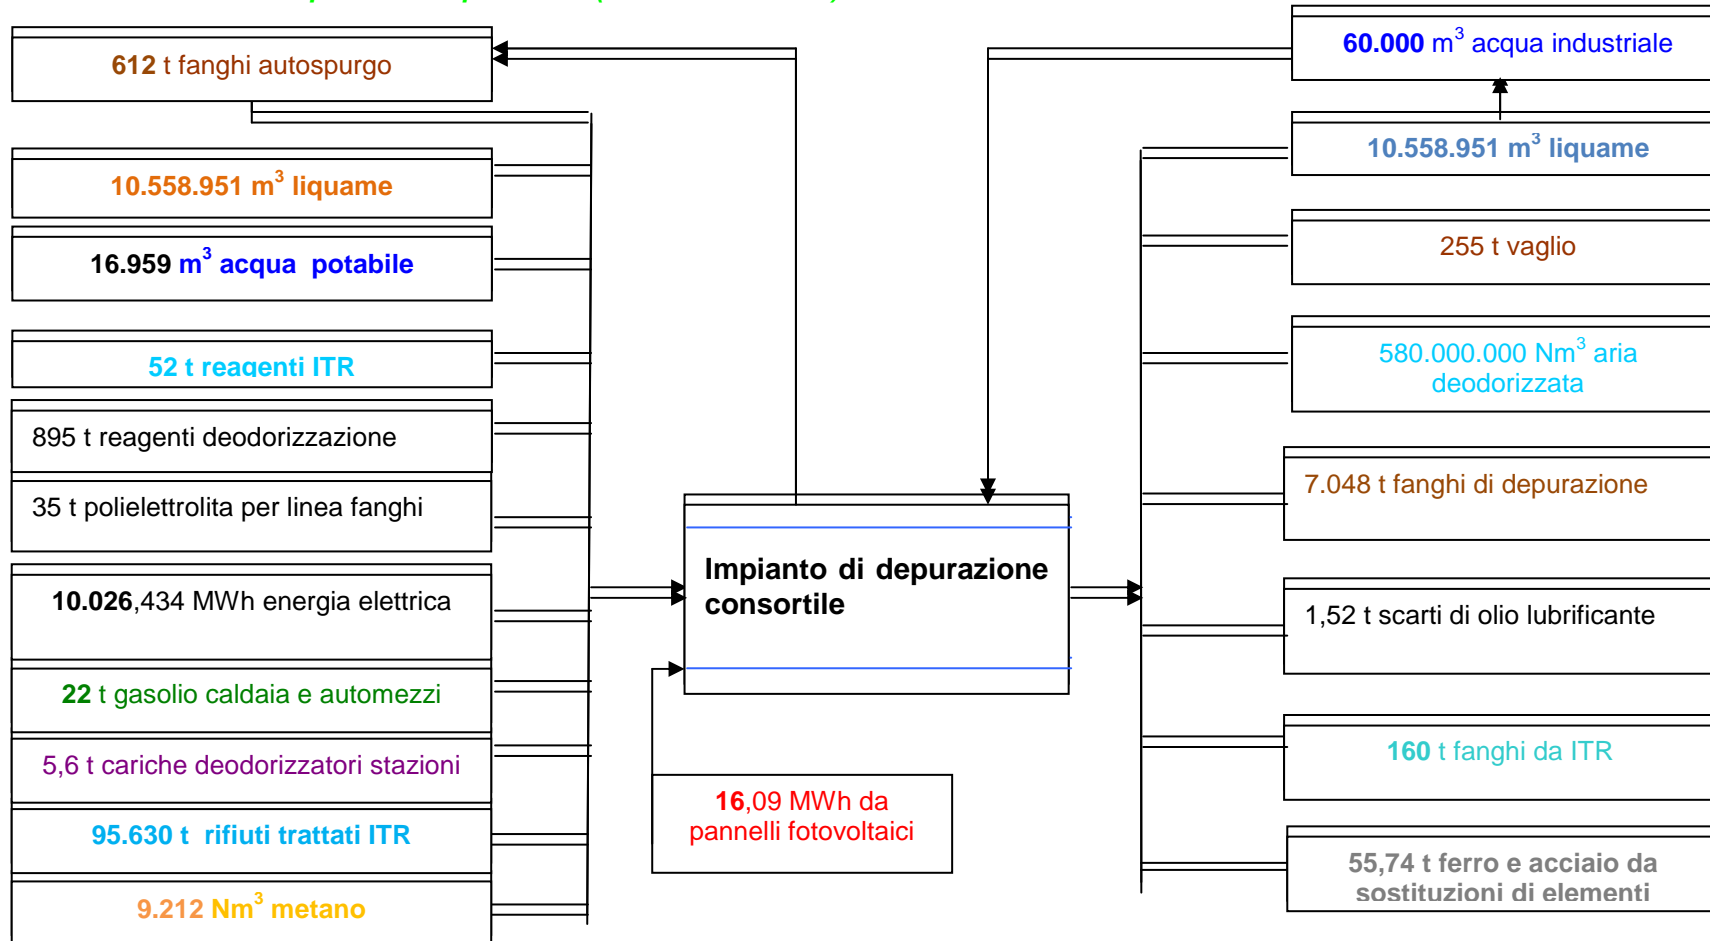 612 t fanghi autospurgo
10.558.951 m³ liquame
16.959 m³ acqua potabile
52 t reagenti ITR
895 t reagenti deodorizzazione
35 t polielettrolita per linea fanghi
10.026,434 MWh energia elettrica
22 t gasolio caldaia e automezzi
5,6 t cariche deodorizzatori stazioni
95.630 t rifiuti trattati ITR
9.212 Nm³ metano
Impianto di depurazione
consortile
16,09 MWh da
pannelli fotovoltaici
60.000 m³ acqua industriale
10.558.951 m³ liquame
255 t vaglio
580.000.000 Nm³ aria
deodorizzata
7.048 t fanghi di depurazione
1,52 t scarti di olio lubrificante
160 t fanghi da ITR
55,74 t ferro e acciaio da
sostituzioni di elementi